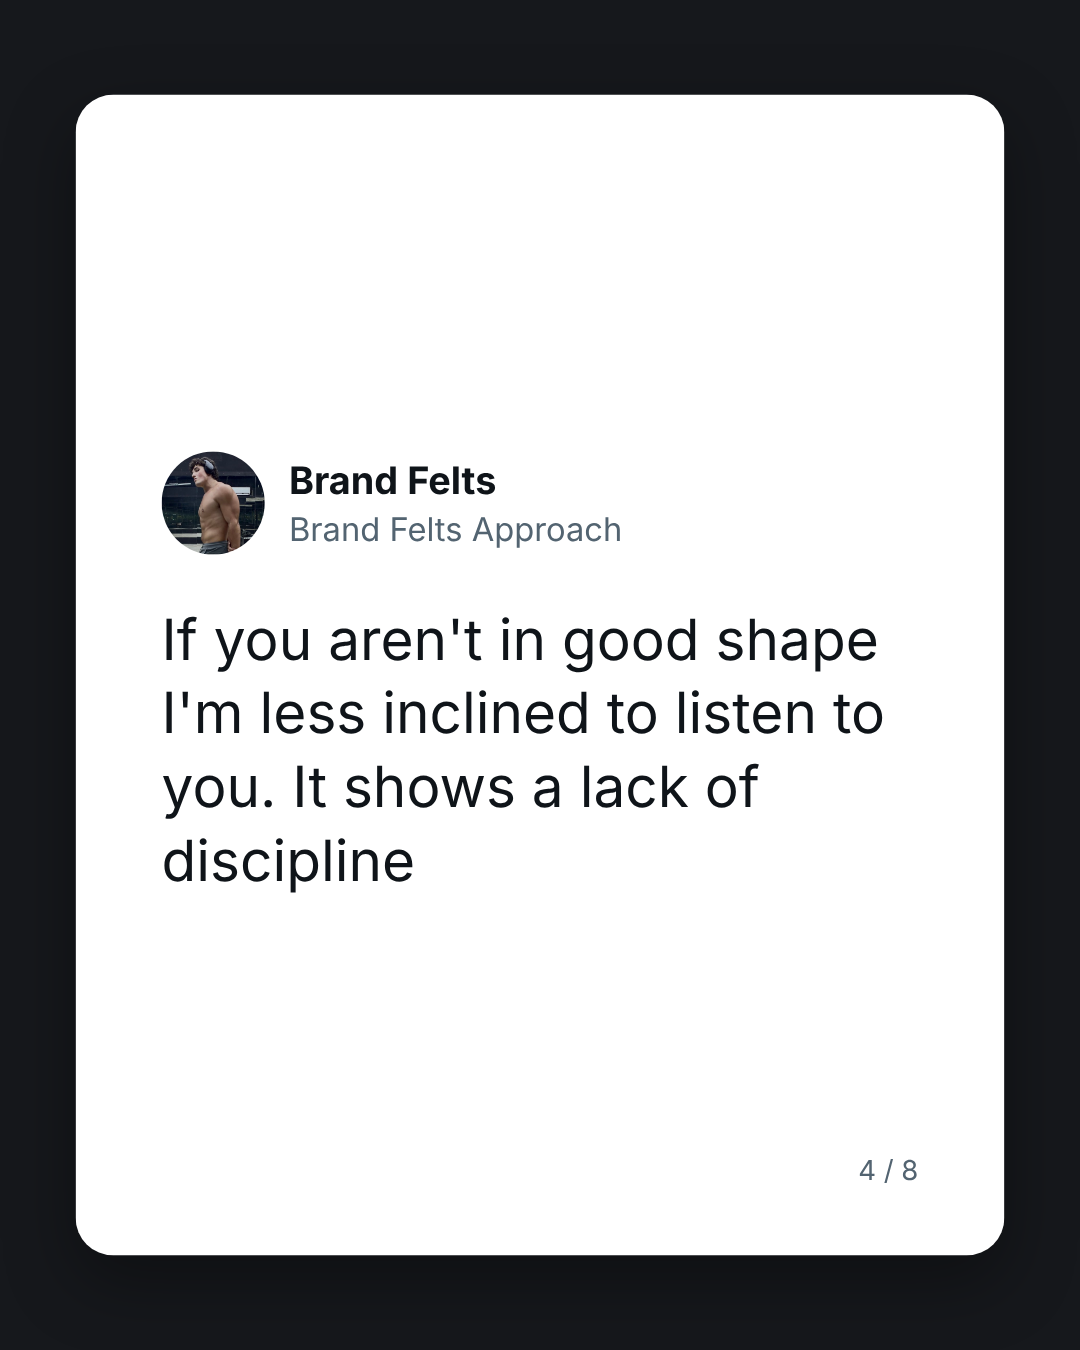 Brand Felts
Brand Felts Approach
If you aren't in good shape
I'm less inclined to listen to
you. It shows a lack of
discipline
4 / 8